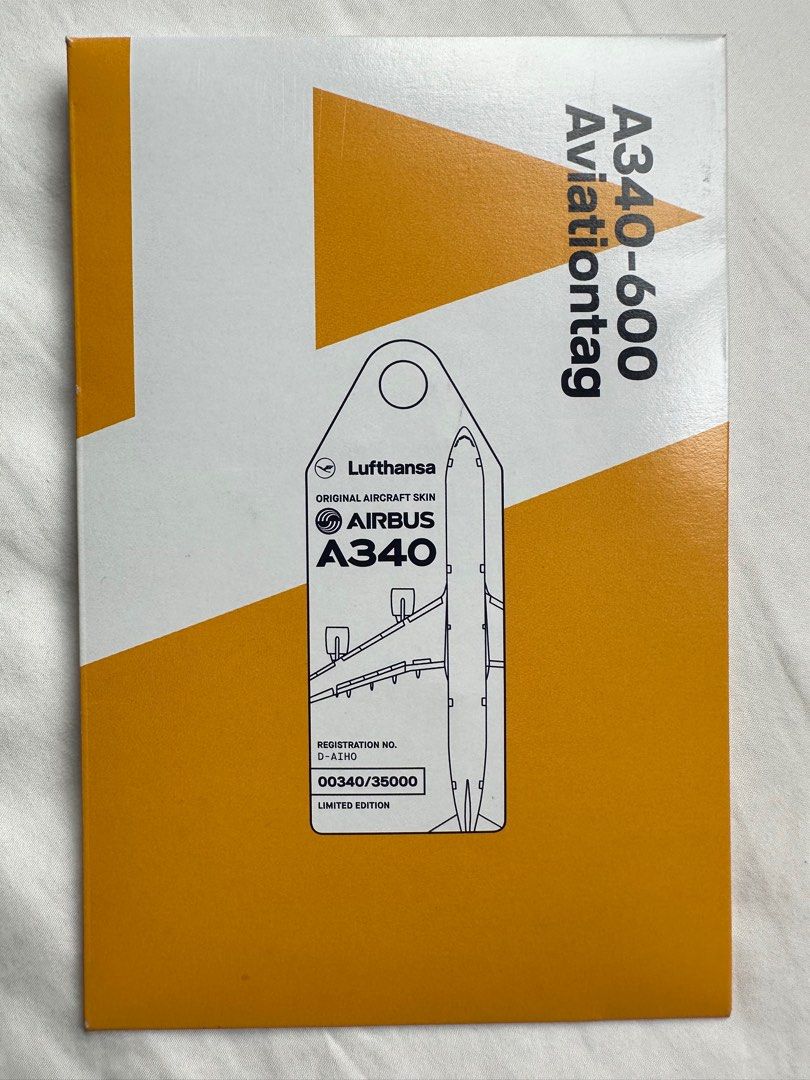 A340-600
Aviationtag
Lufthansa
ORIGINAL AIRCRAFT SKIN
AIRBUS
A340
REGISTRATION NO.
D-AIHO
00340/35000
LIMITED EDITION